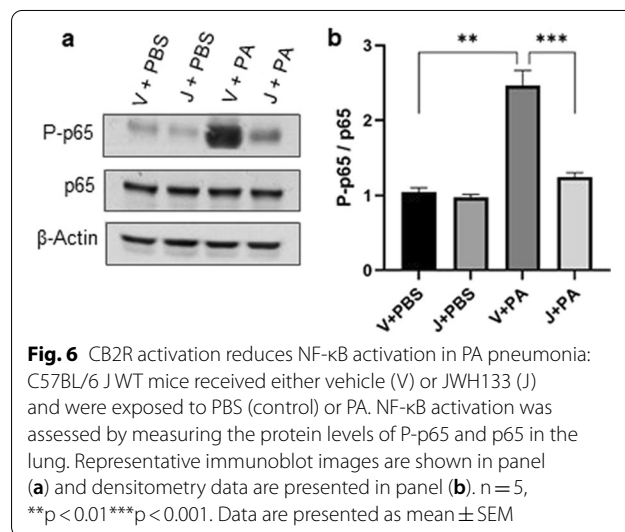 a
V + PBS
J + PBS
V + PA
J + PA
P-p65
p65
β-Actin
b
P-p65 / p65
3
2
1
0
**
***
V+PBS
J+PBS
V+PA
J+PA
Fig. 6 CB2R activation reduces NF-κB activation in PA pneumonia:
C57BL/6 J WT mice received either vehicle (V) or JWH133 (J)
and were exposed to PBS (control) or PA. NF-κB activation was
assessed by measuring the protein levels of P-p65 and p65 in the
lung. Representative immunoblot images are shown in panel
(a) and densitometry data are presented in panel (b). n = 5,
**p < 0.01***p < 0.001. Data are presented as mean ± SEM